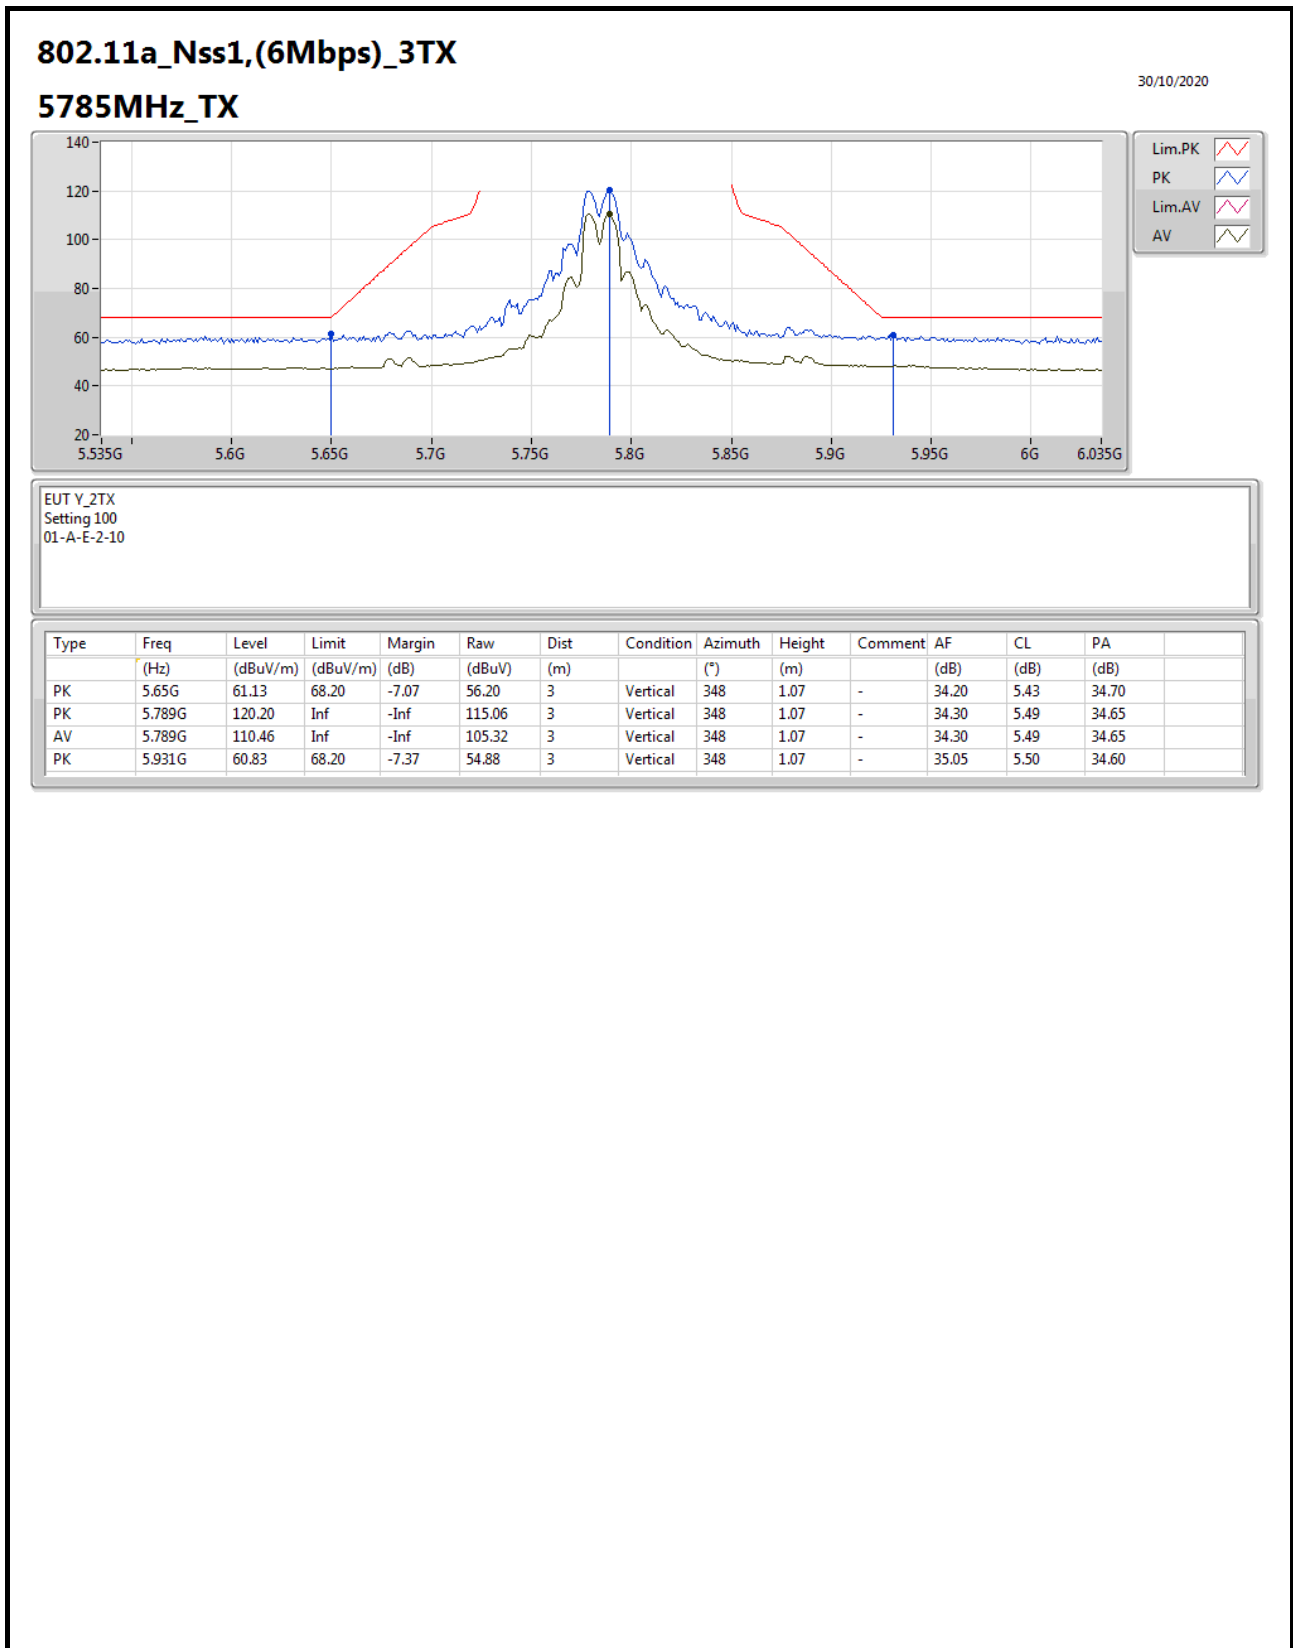 802.11a_Nss1,(6Mbps)_3TX
30/10/2020
5785MHz_TX
140
120
100
80
60
40
20
5.535G 5.6G 5.65G 5.7G 5.75G 5.8G 5.85G 5.9G 5.95G 6G 6.035G
Lim.PK
PK
Lim.AV
AV
EUT Y_2TX
Setting 100
01-A-E-2-10
Type Freq Level Limit Margin Raw Dist Condition Azimuth Height Comment AF CL PA
(Hz) (dBuV/m) (dBuV/m) (dB) (dBuV) (m) (°) (m) (dB) (dB) (dB)
PK 5.65G 61.13 68.20 -7.07 56.20 3 Vertical 348 1.07 - 34.20 5.43 34.70
PK 5.789G 120.20 Inf -Inf 115.06 3 Vertical 348 1.07 - 34.30 5.49 34.65
AV 5.789G 110.46 Inf -Inf 105.32 3 Vertical 348 1.07 - 34.30 5.49 34.65
PK 5.931G 60.83 68.20 -7.37 54.88 3 Vertical 348 1.07 - 35.05 5.50 34.60